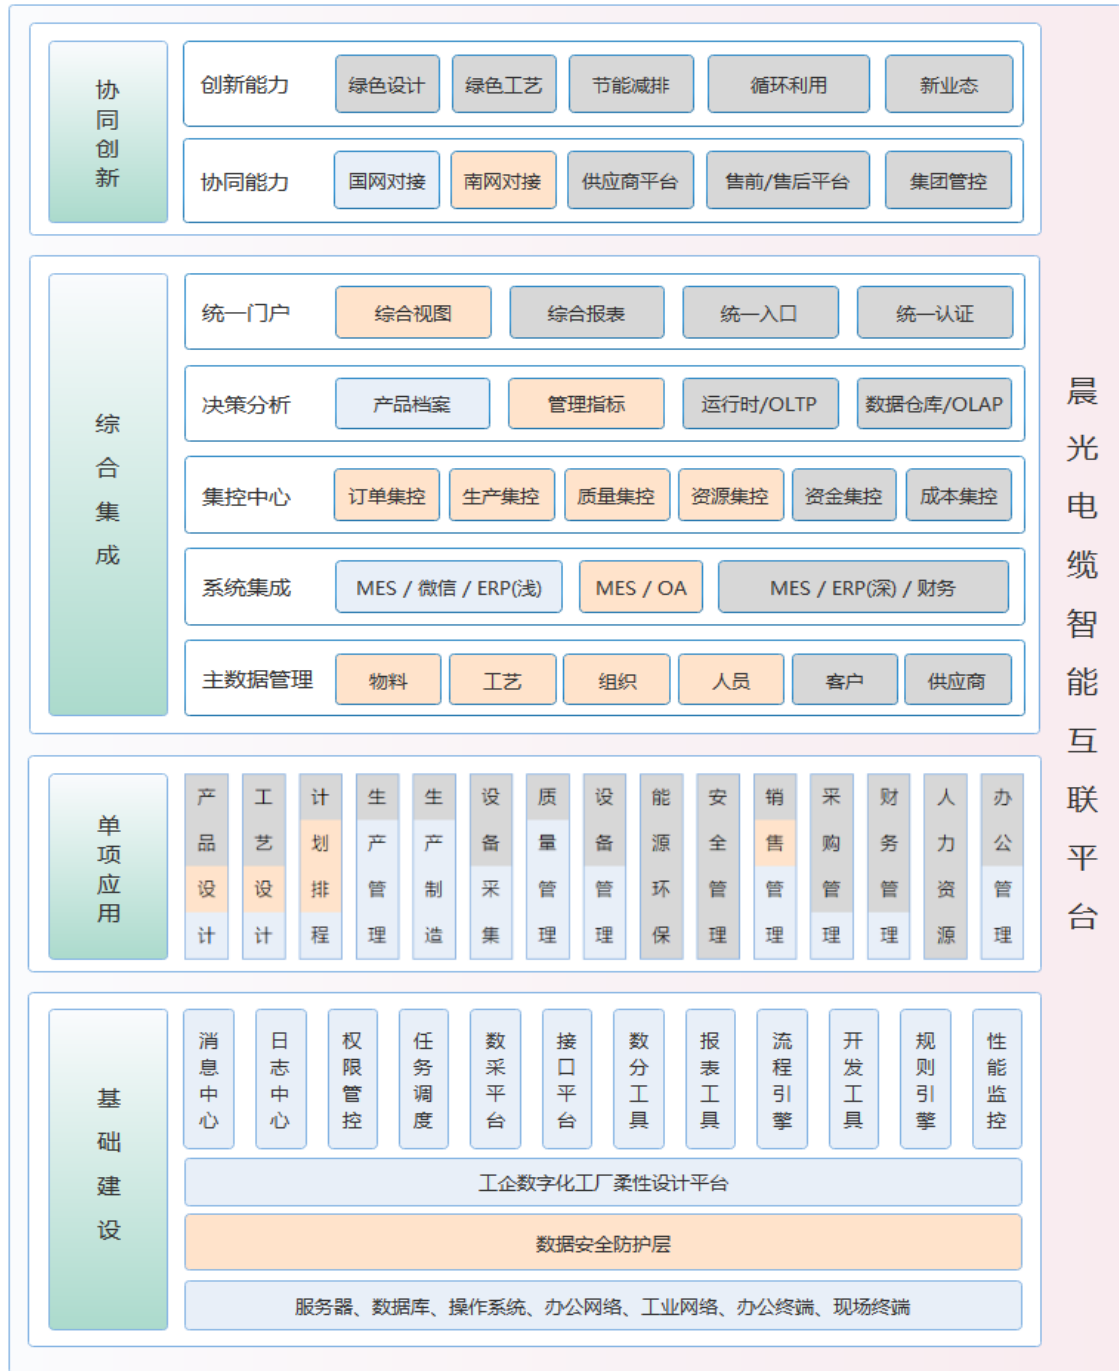 协同创新
创新能力 绿色设计 绿色工艺 节能减排 循环利用 新业态
协同能力 国网对接 南网对接 供应商平台 售前/售后平台 集团管控
综合集成
统一门户 综合视图 综合报表 统一入口 统一认证
决策分析 产品档案 管理指标 运行时/OLTP 数据仓库/OLAP
集控中心 订单集控 生产集控 质量集控 资源集控 资金集控 成本集控
系统集成 MES / 微信 / ERP(浅) MES / OA MES / ERP(深) / 财务
主数据管理 物料 工艺 组织 人员 客户 供应商
单项应用
产品设计
工艺设计
计划排程
生产管理
生产制造
设备采集
质量管理
设备管理
能源环保
安全管理
销售管理
采购管理
财务管理
人力资源
办公管理
基础建设
消息中心
日志中心
权限管控
任务调度
数采平台
接口平台
数分工具
报表工具
流程引擎
开发工具
规则引擎
性能监控
工企数字化工厂柔性设计平台
数据安全防护层
服务器、数据库、操作系统、办公网络、工业网络、办公终端、现场终端
晨光电缆智能互联平台